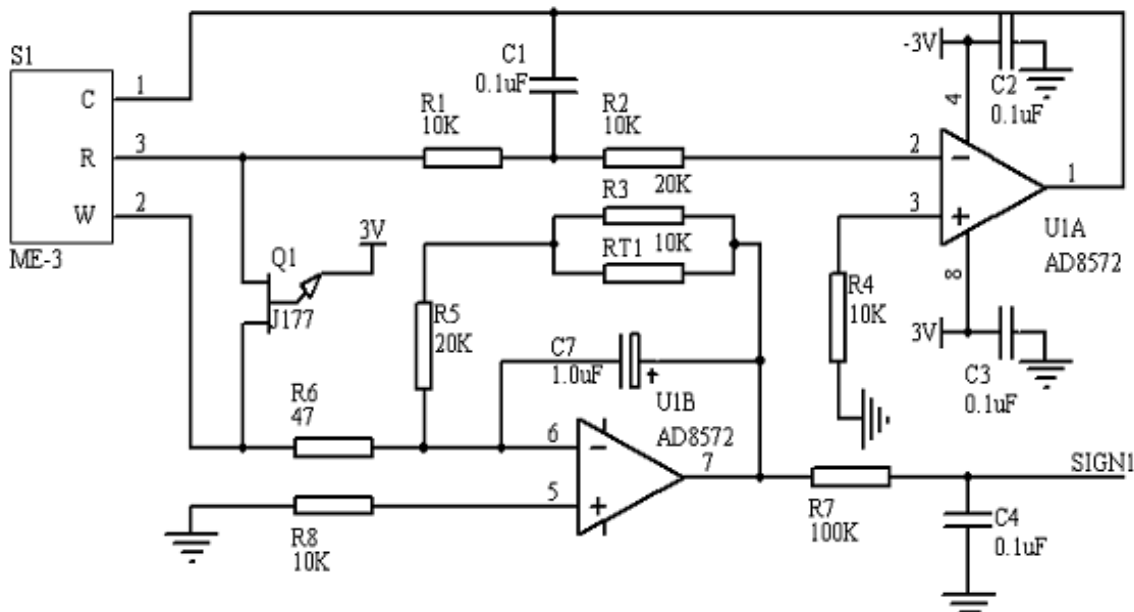 S1
C
R
W
ME-3
1
3
2
C1
0.1uF
R1
10K
R2
10K
-3V
C2
0.1uF
4
2
3
1
U1A
AD8572
8
3V
C3
0.1uF
R4
10K
20K
R3
10K
RT1
3V
Q1
J177
R5
20K
C7
1.0uF
U1B
AD8572
R6
47
6
5
7
R8
10K
R7
100K
SIGN1
C4
0.1uF